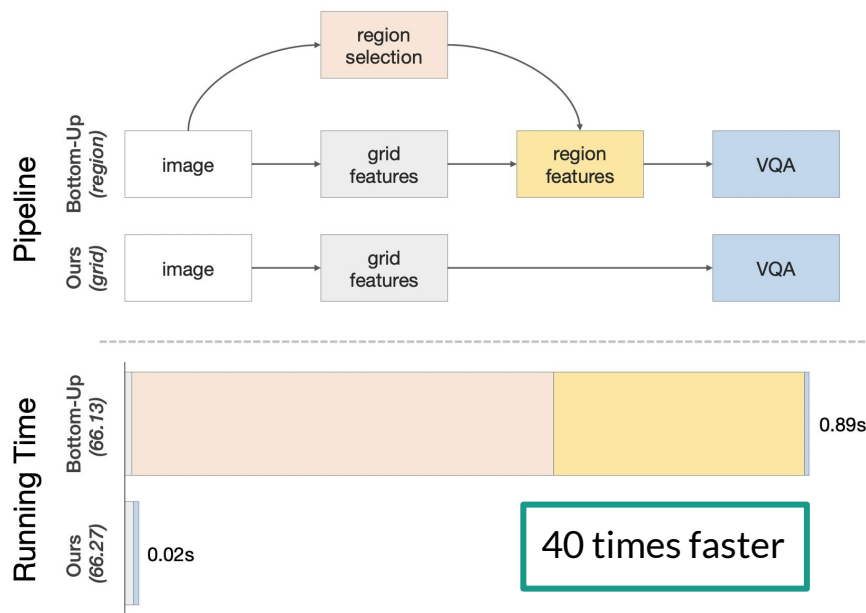 region
selection
Pipeline
Bottom-Up
(region)
image
grid
features
region
features
VQA
Ours
(grid)
image
grid
features
VQA
Running Time
Bottom-Up
(66.13)
0.89s
Ours
(66.27)
0.02s
40 times faster